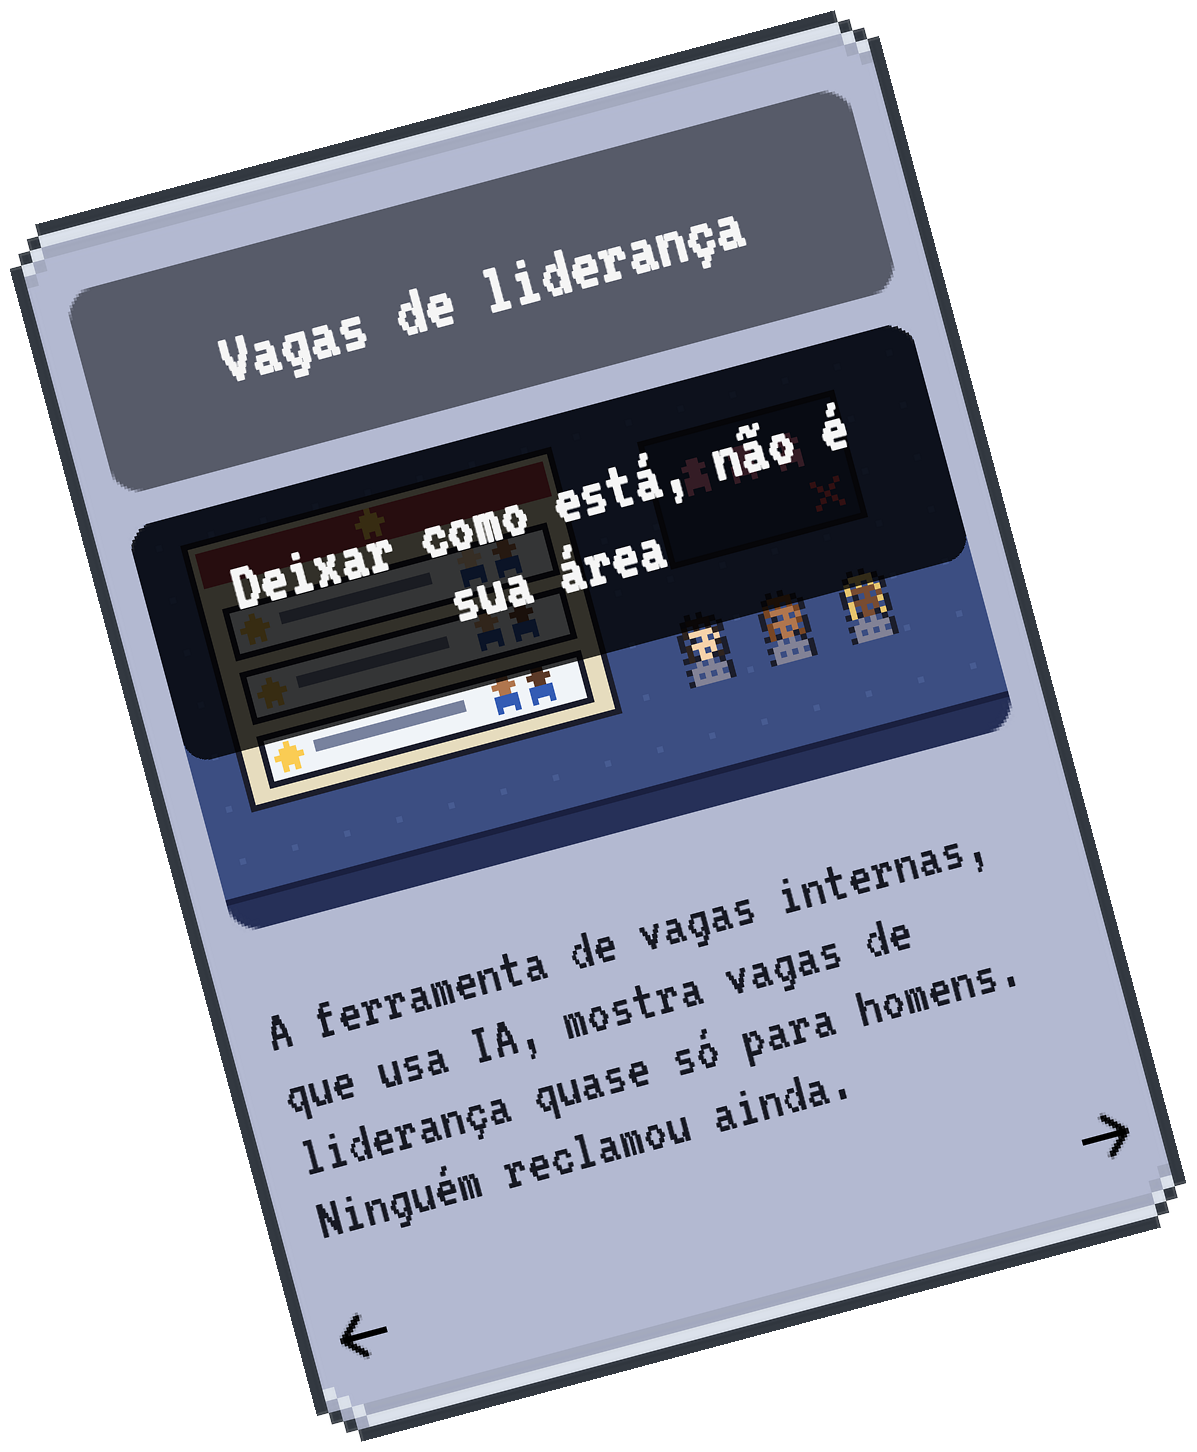 Vagas de liderança
Deixar como está, não é
sua área
A ferramenta de vagas internas,
que usa IA, mostra vagas de
liderança quase só para homens.
Ninguém reclamou ainda.